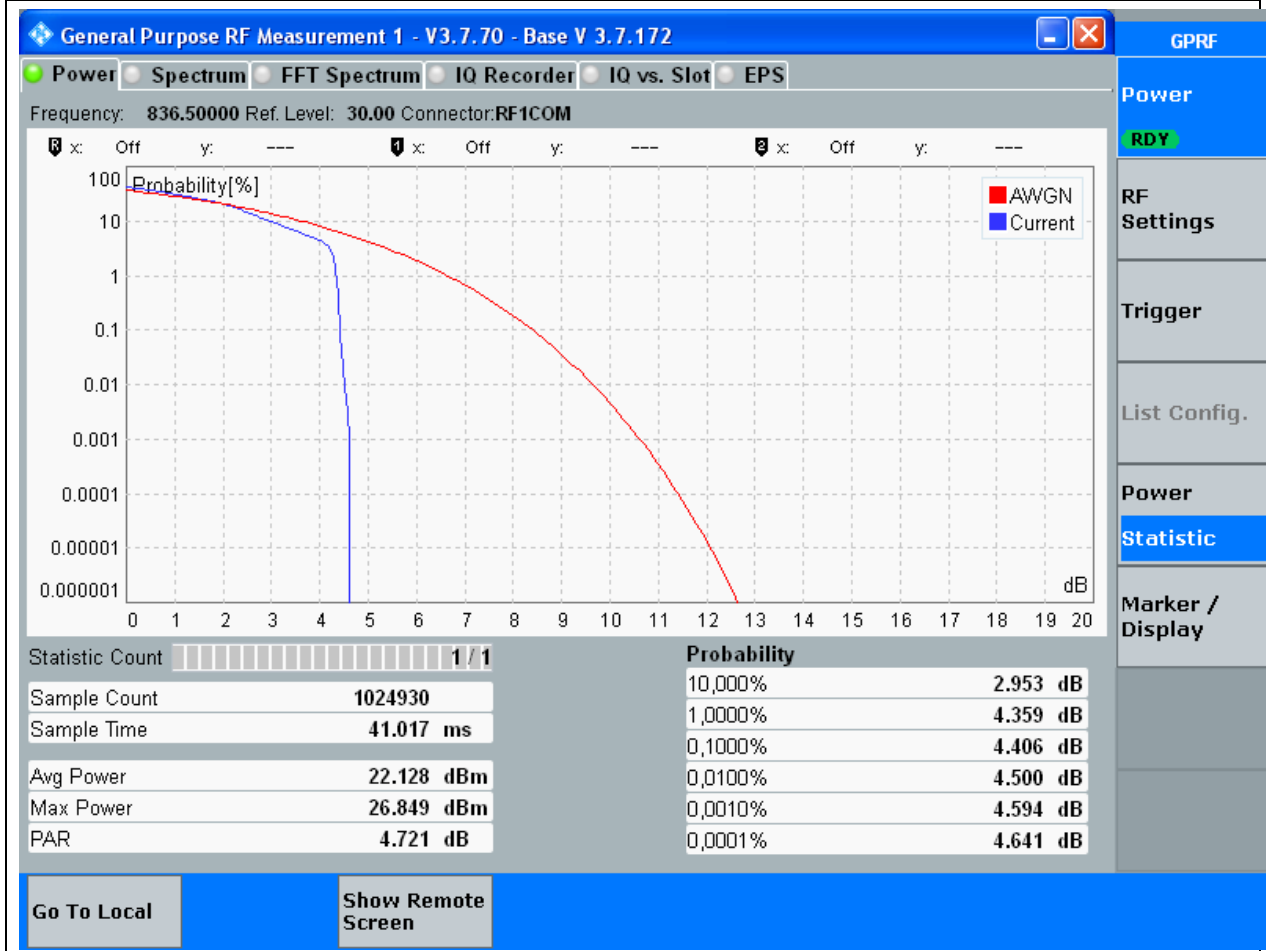 General Purpose RF Measurement 1 - V3.7.70 - Base V 3.7.172
GPRF
Power Spectrum FFT Spectrum IQ Recorder IQ vs. Slot EPS
Frequency: 836.50000 Ref. Level: 30.00 Connector:RF1COM
R x: Off y: --- 1 x: Off y: --- 2 x: Off y: ---
Probability[%]
AWGN
Current
100
10
1
0.1
0.01
0.001
0.0001
0.00001
0.000001
dB
0 1 2 3 4 5 6 7 8 9 10 11 12 13 14 15 16 17 18 19 20
Statistic Count 1 / 1
Sample Count 1024930
Sample Time 41.017 ms
Avg Power 22.128 dBm
Max Power 26.849 dBm
PAR 4.721 dB
Probability
10,000% 2.953 dB
1,0000% 4.359 dB
0,1000% 4.406 dB
0,0100% 4.500 dB
0,0010% 4.594 dB
0,0001% 4.641 dB
Power
RDY
RF
Settings
Trigger
List Config.
Power
Statistic
Marker /
Display
Go To Local
Show Remote
Screen